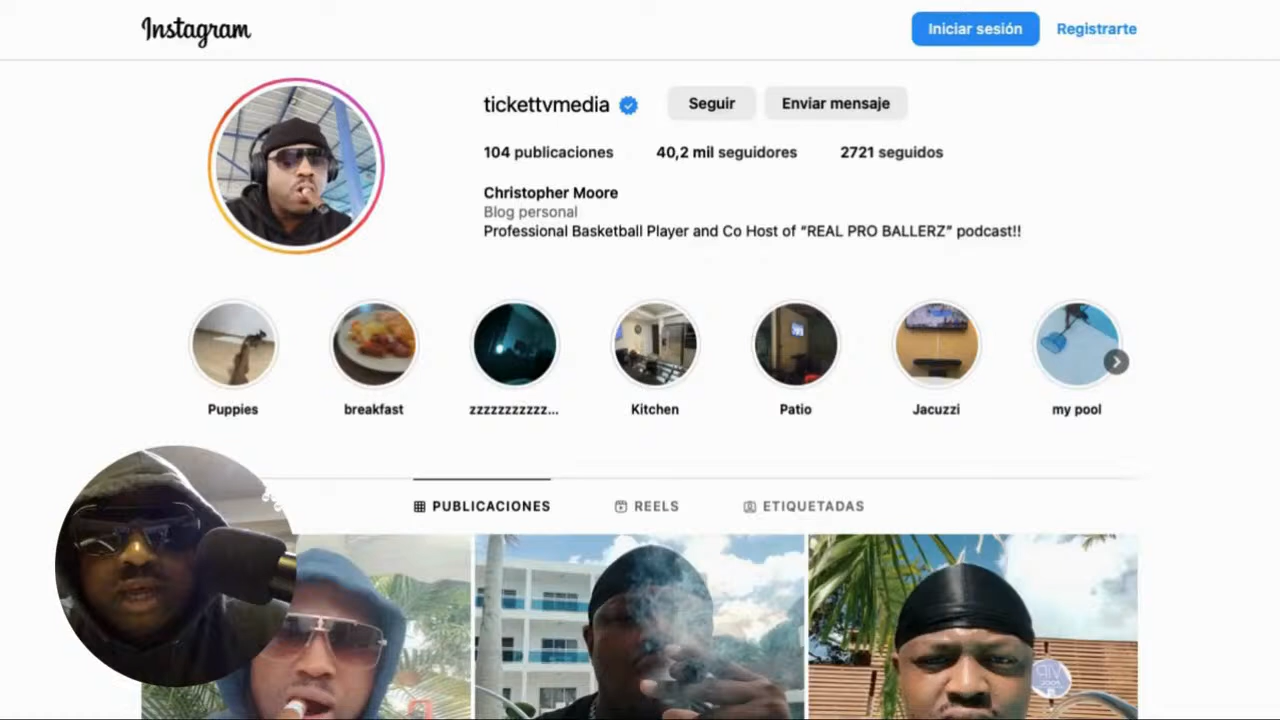 Instagram
Iniciar sesión
Registrarte
tickettvmedia
Seguir
Enviar mensaje
104 publicaciones
40,2 mil seguidores
2721 seguidos
Christopher Moore
Blog personal
Professional Basketball Player and Co Host of “REAL PRO BALLERZ” podcast!!
Puppies
breakfast
zzzzzzzzzzz...
Kitchen
Patio
Jacuzzi
my pool
PUBLICACIONES
REELS
ETIQUETADAS
VIP